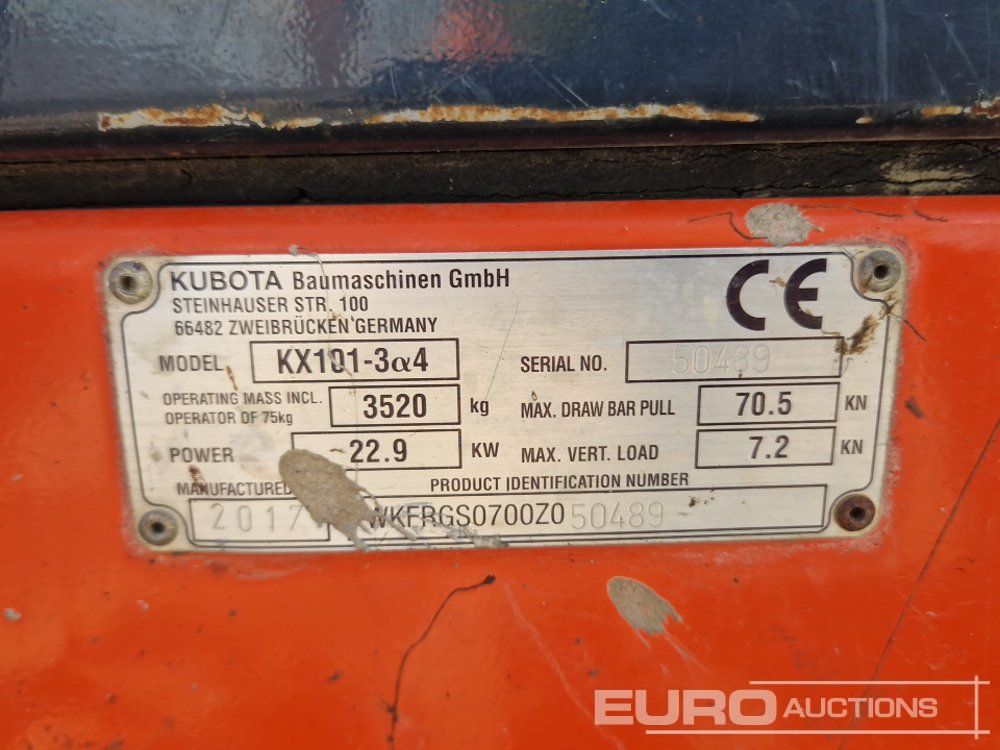 KUBOTA Baumaschinen GmbH
STEINHAUSER STR. 100
66482 ZWEIBRÜCKEN GERMANY
CE
MODEL KX101-3α4 SERIAL NO. 50489
OPERATING MASS INCL. OPERATOR OF 75kg 3520 kg MAX. DRAW BAR PULL 70.5 KN
POWER 22.9 KW MAX. VERT. LOAD 7.2 KN
MANUFACTURED PRODUCT IDENTIFICATION NUMBER
2017 WKFRGS0700Z050489
EURO AUCTIONS